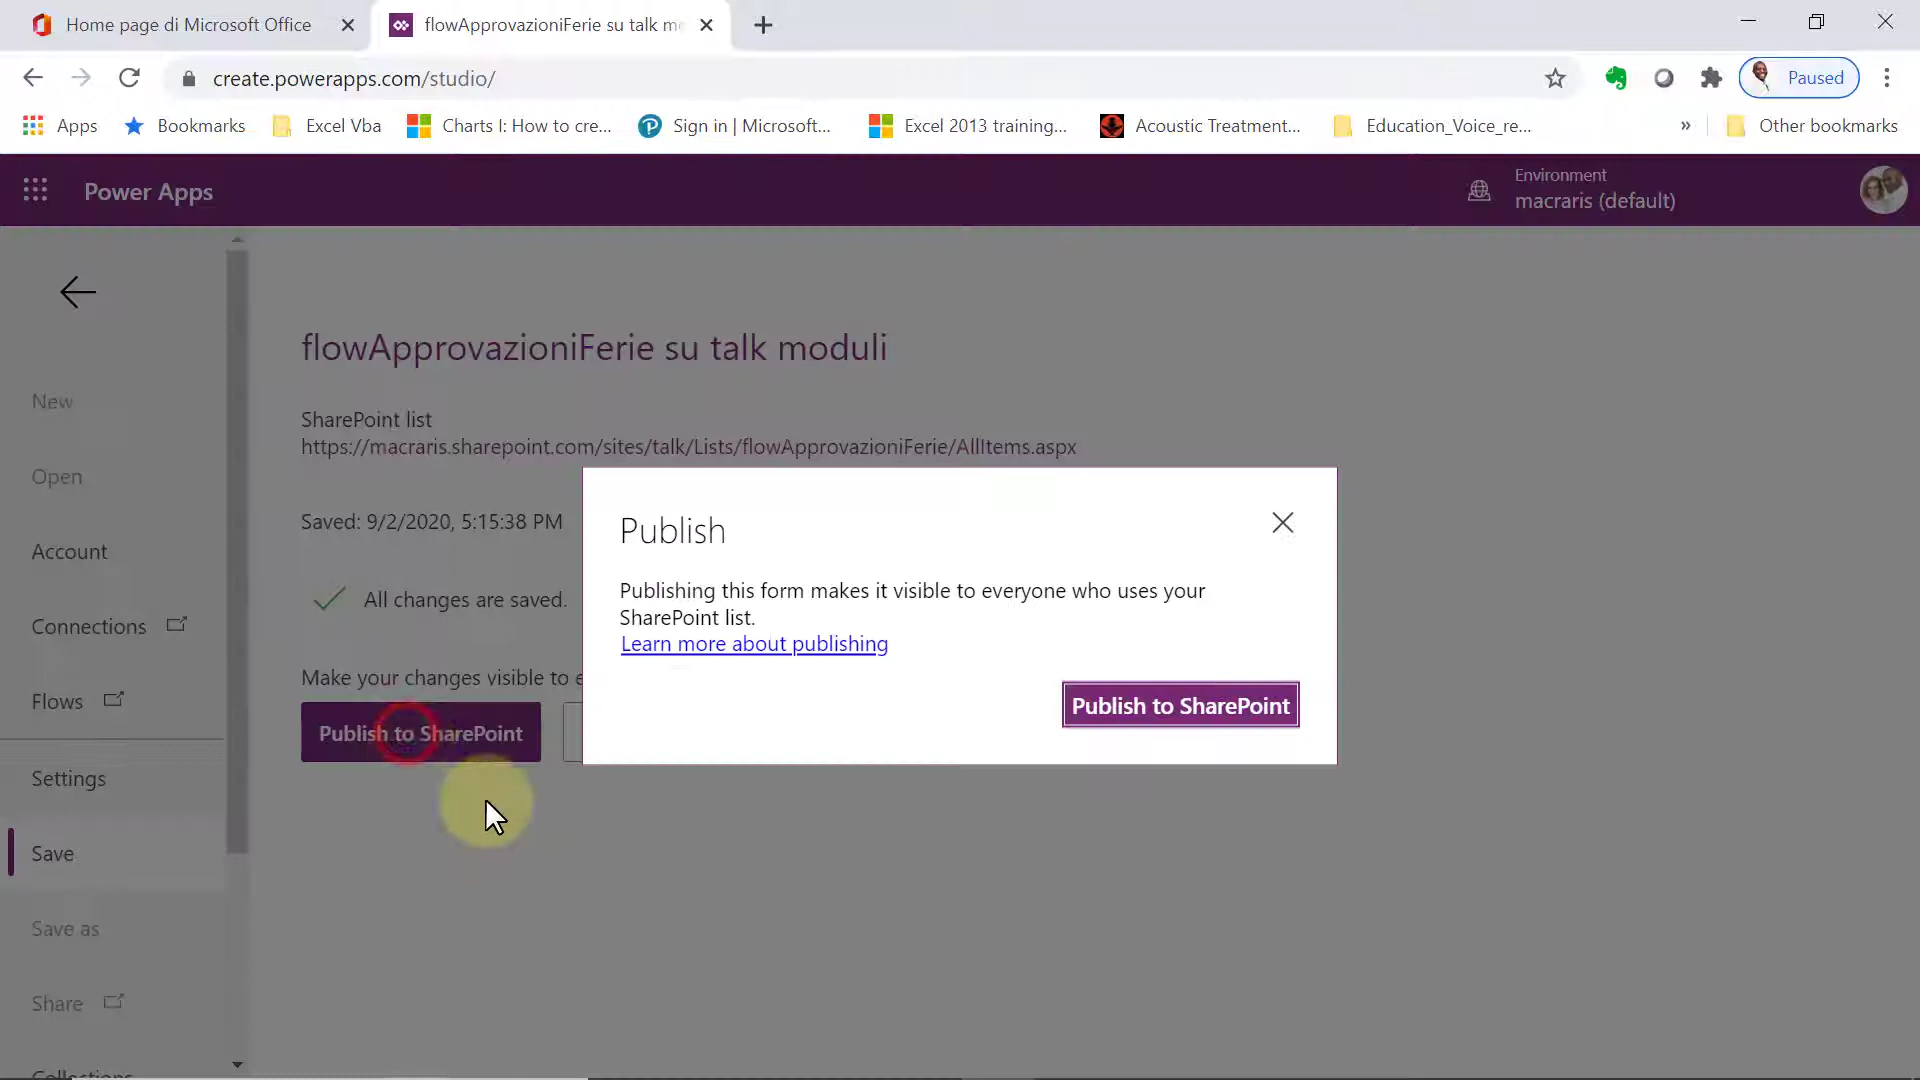 Home page di Microsoft Office
flowApprovazioniFerie su talk mo
create.powerapps.com/studio/
Paused
Apps
Bookmarks
Excel Vba
Charts I: How to cre...
Sign in | Microsoft...
Excel 2013 training...
Acoustic Treatment...
Education_Voice_re...
»
Other bookmarks
Power Apps
Environment
macraris (default)
flowApprovazioniFerie su talk moduli
SharePoint list
https://macraris.sharepoint.com/sites/talk/Lists/flowApprovazioniFerie/AllItems.aspx
Saved: 9/2/2020, 5:15:38 PM
All changes are saved.
Make your changes visible to e
Publish to SharePoint
New
Open
Account
Connections
Flows
Settings
Save
Save as
Share
Collections
Publish
Publishing this form makes it visible to everyone who uses your
SharePoint list.
Learn more about publishing
Publish to SharePoint